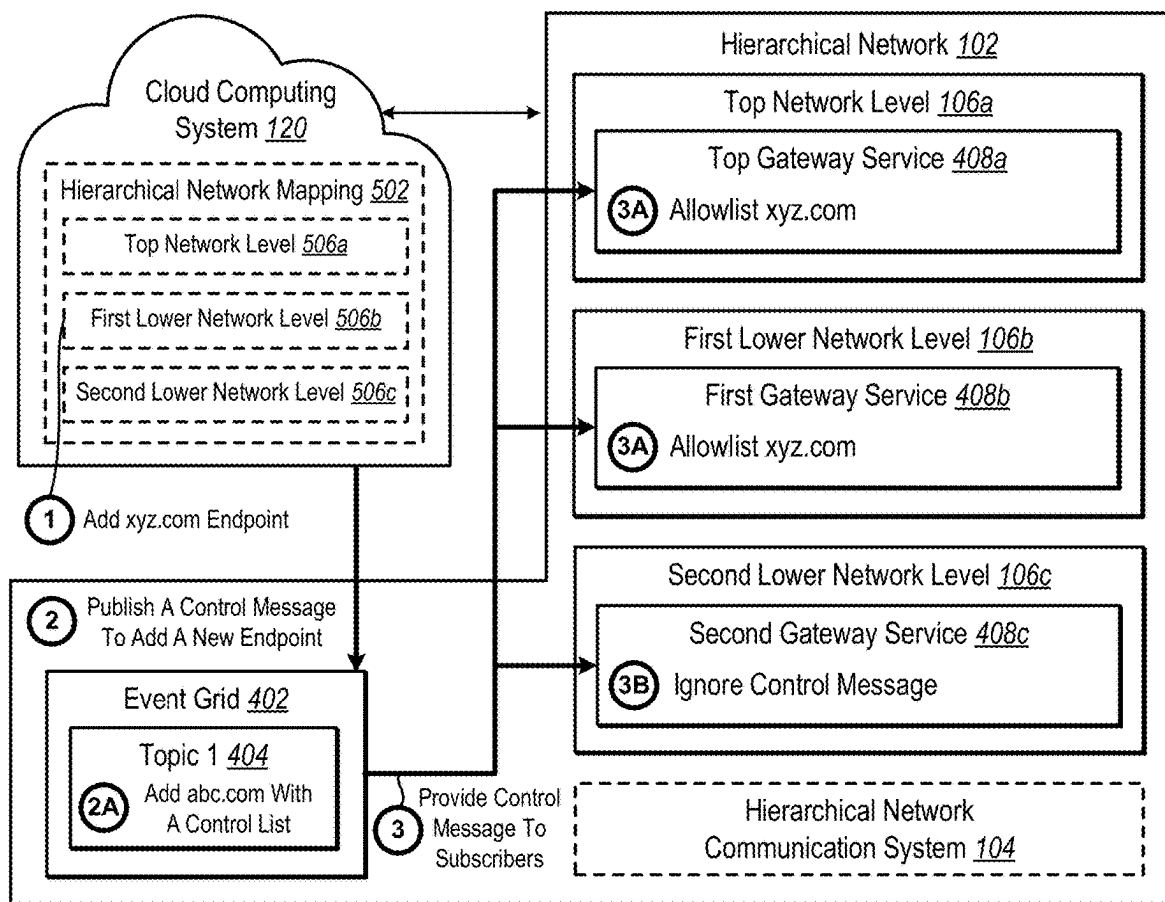 Cloud Computing
System 120
Hierarchical Network Mapping 502
Top Network Level 506a
First Lower Network Level 506b
Second Lower Network Level 506c
1 Add xyz.com Endpoint
2 Publish A Control Message
To Add A New Endpoint
Event Grid 402
Topic 1 404
2A Add abc.com With
A Control List
3 Provide Control
Message To
Subscribers
Hierarchical Network 102
Top Network Level 106a
Top Gateway Service 408a
3A Allowlist xyz.com
First Lower Network Level 106b
First Gateway Service 408b
3A Allowlist xyz.com
Second Lower Network Level 106c
Second Gateway Service 408c
3B Ignore Control Message
Hierarchical Network
Communication System 104